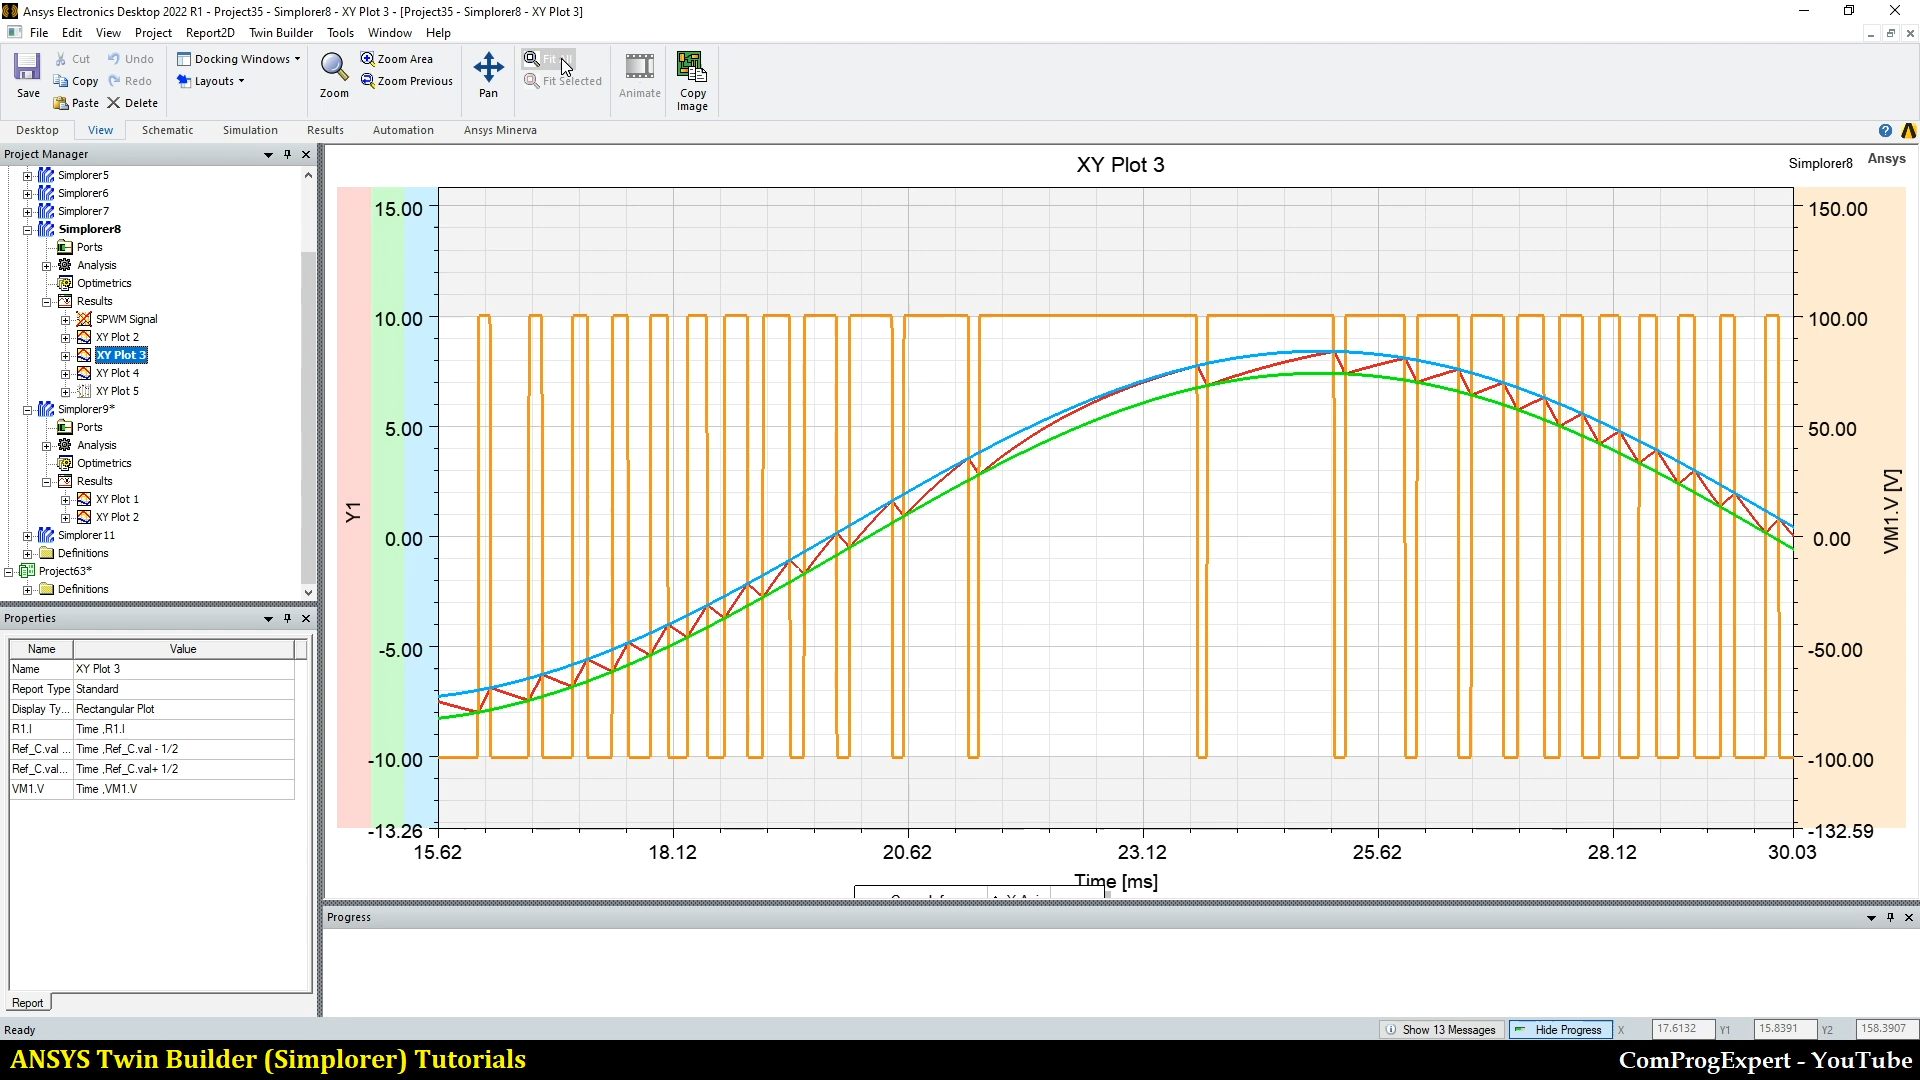 Ansys Electronics Desktop 2022 R1 - Project35 - Simplorer8 - XY Plot 3 - [Project35 - Simplorer8 - XY Plot 3]
File Edit View Project Report2D Twin Builder Tools Window Help
Save
Cut Undo
Copy Redo
Paste Delete
Docking Windows
Layouts
Zoom
Zoom Area
Zoom Previous
Pan
Fit All
Fit Selected
Animate
Copy
Image
Desktop View Schematic Simulation Results Automation Ansys Minerva
Project Manager
Simplorer5
Simplorer6
Simplorer7
Simplorer8
Ports
Analysis
Optimetrics
Results
SPWM Signal
XY Plot 2
XY Plot 3
XY Plot 4
XY Plot 5
Simplorer9*
Ports
Analysis
Optimetrics
Results
XY Plot 1
XY Plot 2
Simplorer11
Definitions
Project63*
Definitions
Properties
Name Value
Name XY Plot 3
Report Type Standard
Display Ty... Rectangular Plot
R1.I Time ,R1.I
Ref_C.val ... Time ,Ref_C.val - 1/2
Ref_C.val... Time ,Ref_C.val+ 1/2
VM1.V Time ,VM1.V
Report
XY Plot 3
Simplorer8 Ansys
15.00
10.00
5.00
0.00
-5.00
-10.00
-13.26
Y1
150.00
100.00
50.00
0.00
-50.00
-100.00
-132.59
VM1.V [V]
15.62 18.12 20.62 23.12 25.62 28.12 30.03
Time [ms]
Progress
Ready
Show 13 Messages Hide Progress X 17.6132 Y1 15.8391 Y2 158.3907
ANSYS Twin Builder (Simplorer) Tutorials
ComProgExpert - YouTube